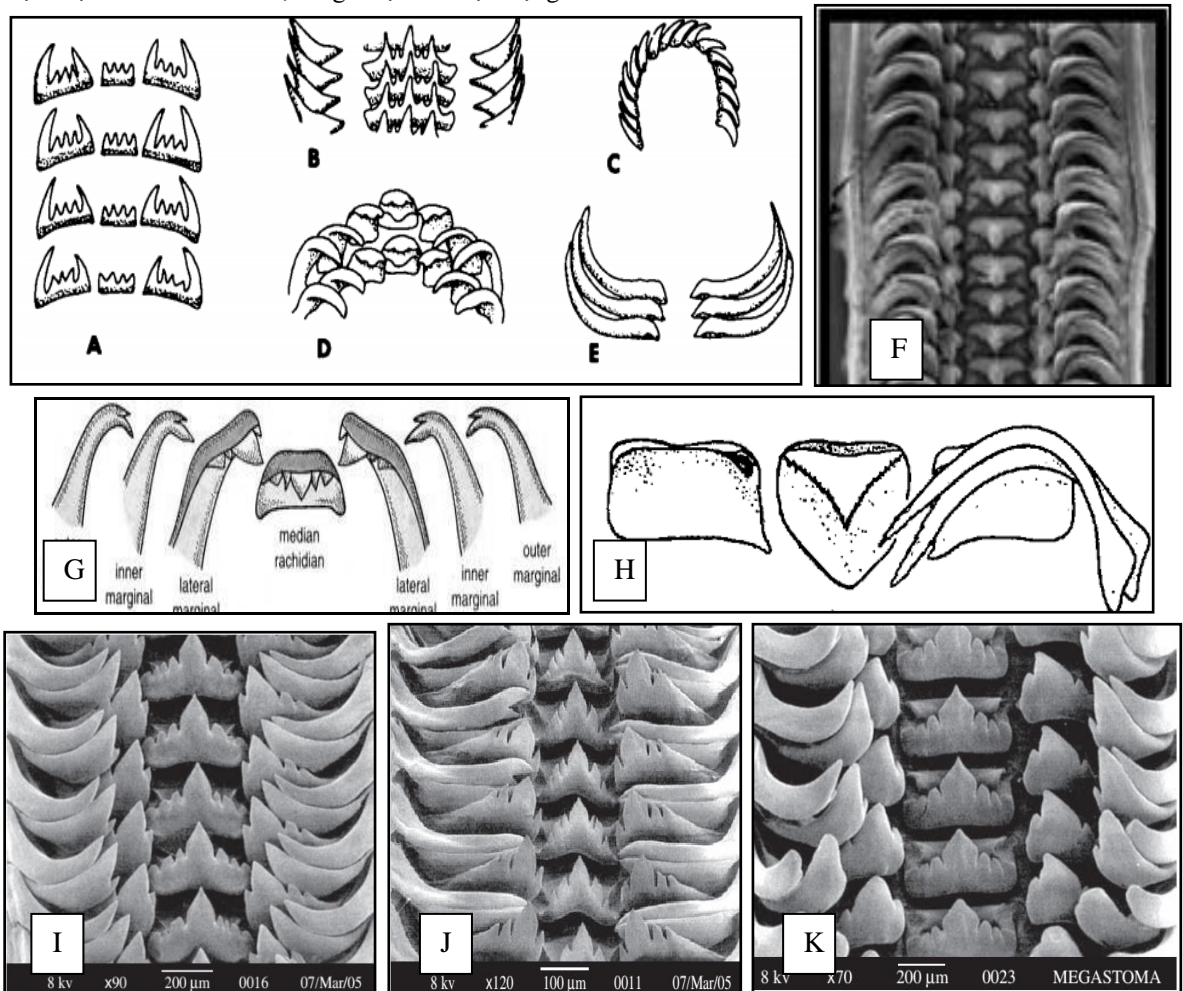 B
C
A
D
E
F
G
inner
marginal
lateral
marginal
median
rachidian
lateral
marginal
inner
marginal
outer
marginal
H
I
8 kv x90 200 µm 0016 07/Mar/05
J
8 kv x120 100 µm 0011 07/Mar/05
K
8 kv x70 200 µm 0023 MEGASTOMA